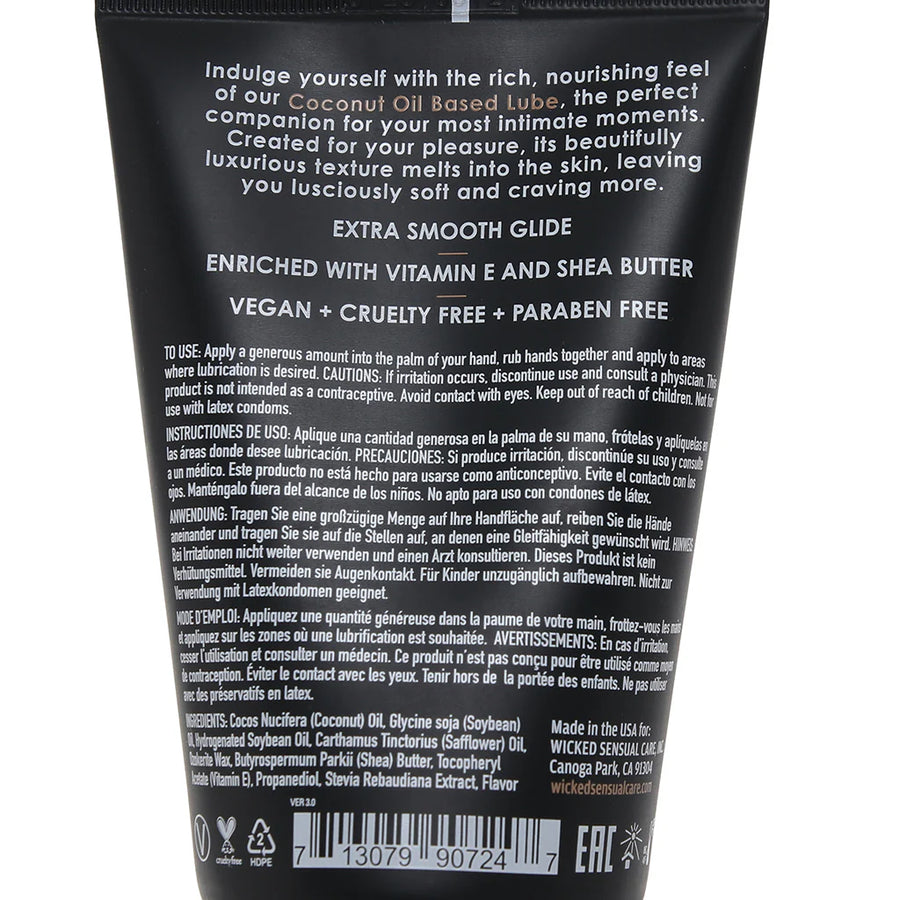 Indulge yourself with the rich, nourishing feel
of our Coconut Oil Based Lube, the perfect
companion for your most intimate moments.
Created for your pleasure, its beautifully
luxurious texture melts into the skin, leaving
you lusciously soft and craving more.
EXTRA SMOOTH GLIDE
ENRICHED WITH VITAMIN E AND SHEA BUTTER
VEGAN + CRUELTY FREE + PARABEN FREE
TO USE: Apply a generous amount into the palm of your hand, rub hands together and apply to areas
where lubrication is desired. CAUTIONS: If irritation occurs, discontinue use and consult a physician. This
product is not intended as a contraceptive. Avoid contact with eyes. Keep out of reach of children. Not for
use with latex condoms.
INSTRUCTIONES DE USO: Aplique una cantidad generosa en la palma de su mano, frótelas y aplíquelas en
las áreas donde desee lubricación. PRECAUCIONES: Si produce irritación, discontinúe su uso y consulte
a un médico. Este producto no está hecho para usarse como anticonceptivo. Evite el contacto con los
ojos. Manténgalo fuera del alcance de los niños. No apto para uso con condones de látex.
ANWENDUNG: Tragen Sie eine großzügige Menge auf Ihre Handfläche auf, reiben Sie die Hände
aneinander und tragen Sie sie auf die Stellen auf, an denen eine Gleitfähigkeit gewünscht wird. HINWEIS:
Bei Irritationen nicht weiter verwenden und einen Arzt konsultieren. Dieses Produkt ist kein
Verhütungsmittel. Vermeiden sie Augenkontakt. Für Kinder unzugänglich aufbewahren. Nicht zur
Verwendung mit Latexkondomen geeignet.
MODE D'EMPLOI: Appliquez une quantité généreuse dans la paume de votre main, frottez-vous les mains
et appliquez sur les zones où une lubrification est souhaitée. AVERTISSEMENTS: En cas d'irritation,
cesser l'utilisation et consulter un médecin. Ce produit n'est pas conçu pour être utilisé comme moyen
de contraception. Éviter le contact avec les yeux. Tenir hors de la portée des enfants. Ne pas utiliser
avec des préservatifs en latex.
INGREDIENTS: Cocos Nucifera (Coconut) Oil, Glycine soja (Soybean)
Oil, Hydrogenated Soybean Oil, Carthamus Tinctorius (Safflower) Oil,
Ozokerite Wax, Butyrospermum Parkii (Shea) Butter, Tocopheryl
Acetate (Vitamin E), Propanediol, Stevia Rebaudiana Extract, Flavor
Made in the USA for:
WICKED SENSUAL CARE, INC.
Canoga Park, CA 91304
wickedsensualcare.com
VER 3.0
V
crueltyfree
2
HDPE
7 13079 90724 7
EAC